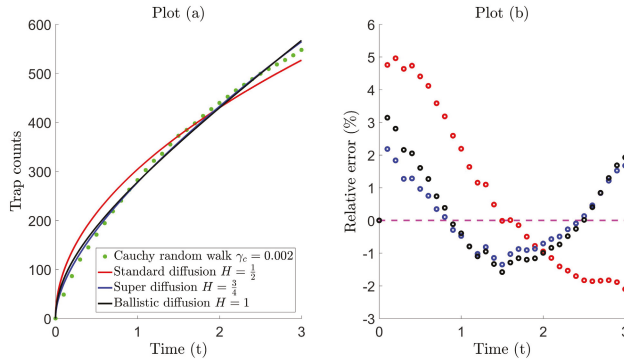 Plot (a)
Trap counts
600
500
400
300
200
100
0
Cauchy random walk γ_c = 0.002
Standard diffusion H = 1/2
Super diffusion H = 3/4
Ballistic diffusion H = 1
0 1 2 3
Time (t)
Plot (b)
Relative error (%)
6
5
4
3
2
1
0
-1
-2
-3
0 1 2 3
Time (t)